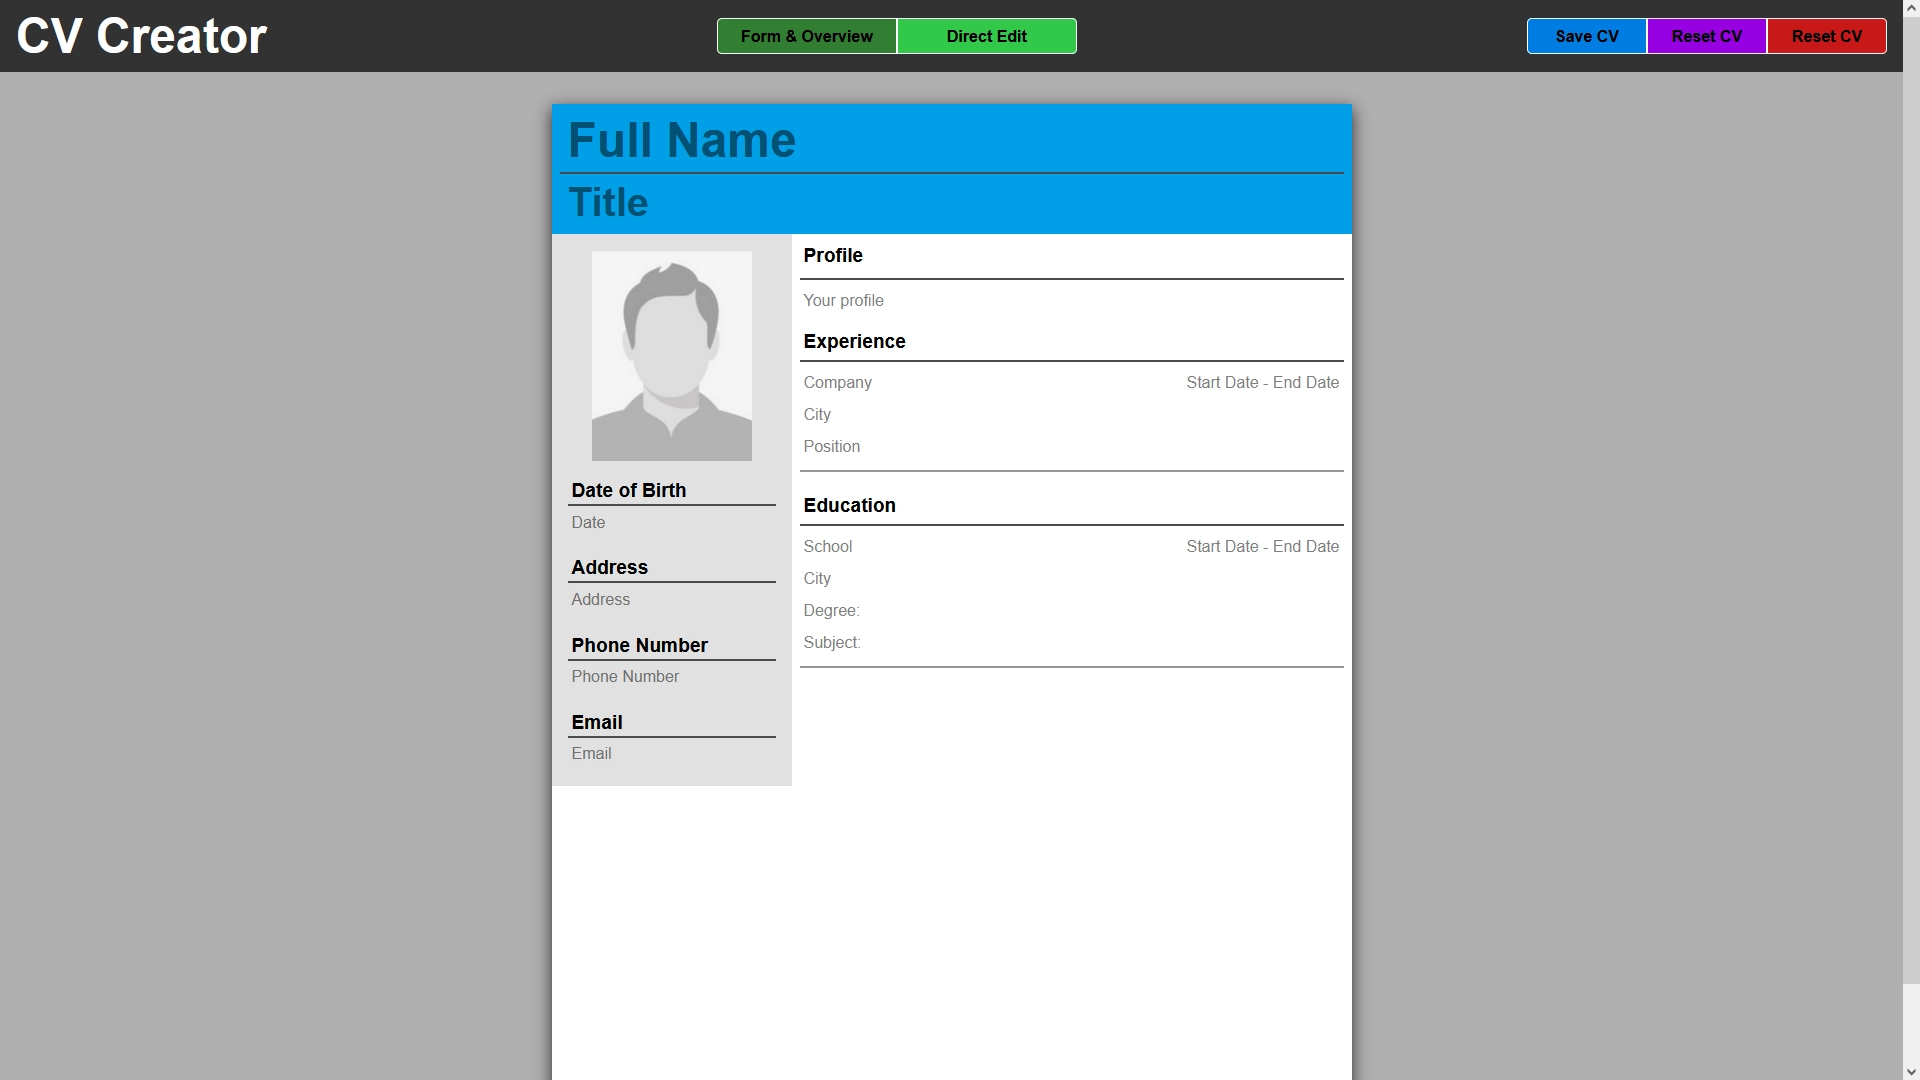 CV Creator
Form & Overview
Direct Edit
Save CV
Reset CV
Reset CV
Full Name
Title
Date of Birth
Date
Address
Address
Phone Number
Phone Number
Email
Email
Profile
Your profile
Experience
Company Start Date - End Date
City
Position
Education
School Start Date - End Date
City
Degree:
Subject: